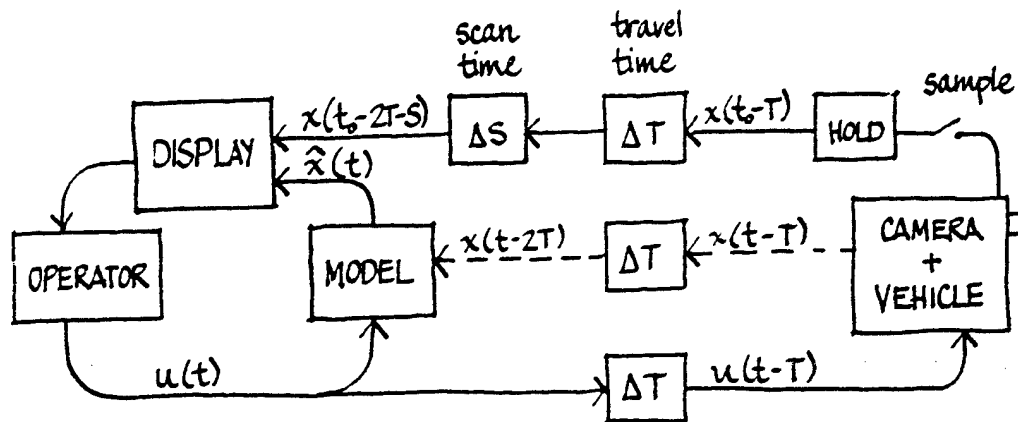 scan
time
travel
time
sample
x(t₀-2T-S)
ΔS
ΔT
x(t₀-T)
HOLD
DISPLAY
x̂(t)
OPERATOR
MODEL
x(t-2T)
ΔT
x(t-T)
CAMERA
+
VEHICLE
u(t)
ΔT
u(t-T)